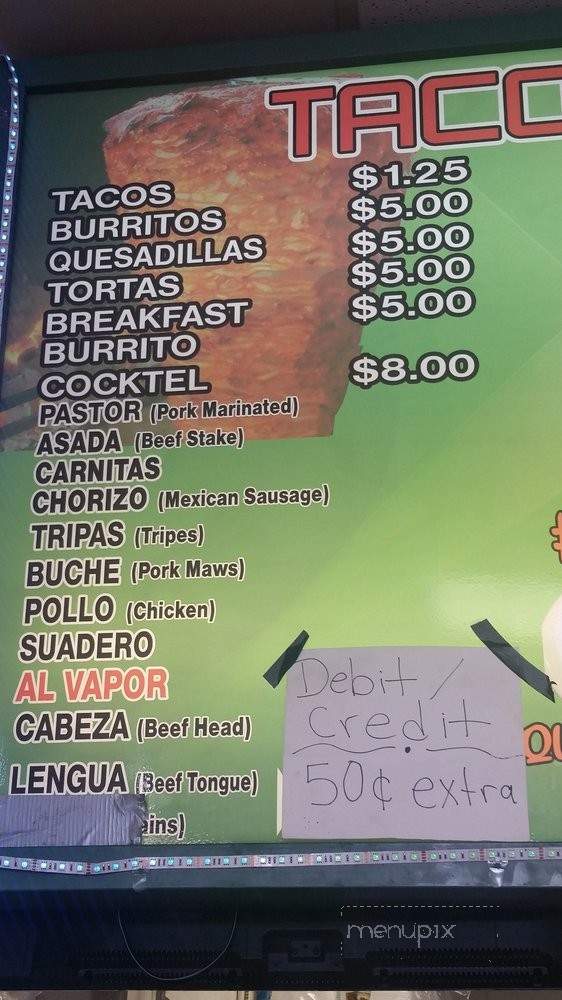 TACO
TACOS $1.25
BURRITOS $5.00
QUESADILLAS $5.00
TORTAS $5.00
BREAKFAST $5.00
BURRITO
COCKTEL $8.00
PASTOR (Pork Marinated)
ASADA (Beef Stake)
CARNITAS
CHORIZO (Mexican Sausage)
TRIPAS (Tripes)
BUCHE (Pork Maws)
POLLO (Chicken)
SUADERO
AL VAPOR
CABEZA (Beef Head)
LENGUA (Beef Tongue)
ains)
Debit /
Credit
50¢ extra
QU
menupix